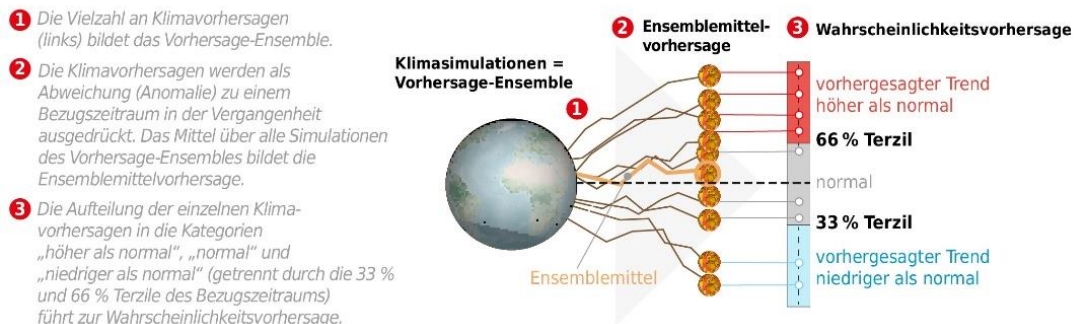 1 Die Vielzahl an Klimavorhersagen
(links) bildet das Vorhersage-Ensemble.
2 Die Klimavorhersagen werden als
Abweichung (Anomalie) zu einem
Bezugszeitraum in der Vergangenheit
ausgedrückt. Das Mittel über alle Simulationen
des Vorhersage-Ensembles bildet die
Ensemblemittelvorhersage.
3 Die Aufteilung der einzelnen Klima-
vorhersagen in die Kategorien
„höher als normal“, „normal“ und
„niedriger als normal“ (getrennt durch die 33 %
und 66 % Terzile des Bezugszeitraums)
führt zur Wahrscheinlichkeitsvorhersage.
Klimasimulationen =
Vorhersage-Ensemble
1
2 Ensemblemittel-
vorhersage
Ensemblemittel
3 Wahrscheinlichkeitsvorhersage
vorhergesagter Trend
höher als normal
66 % Terzil
normal
33 % Terzil
vorhergesagter Trend
niedriger als normal